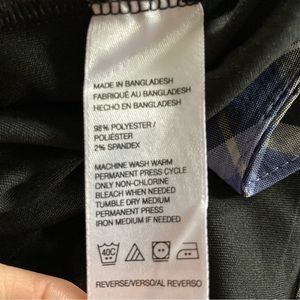 MADE IN BANGLADESH
FABRIQUÉ AU BANGLADESH
HECHO EN BANGLADESH
98% POLYESTER /
POLIÉSTER
2% SPANDEX
MACHINE WASH WARM
PERMANENT PRESS CYCLE
ONLY NON-CHLORINE
BLEACH WHEN NEEDED
TUMBLE DRY MEDIUM
PERMANENT PRESS
IRON MEDIUM IF NEEDED
40C
REVERSE/VERSO/AL REVERSO